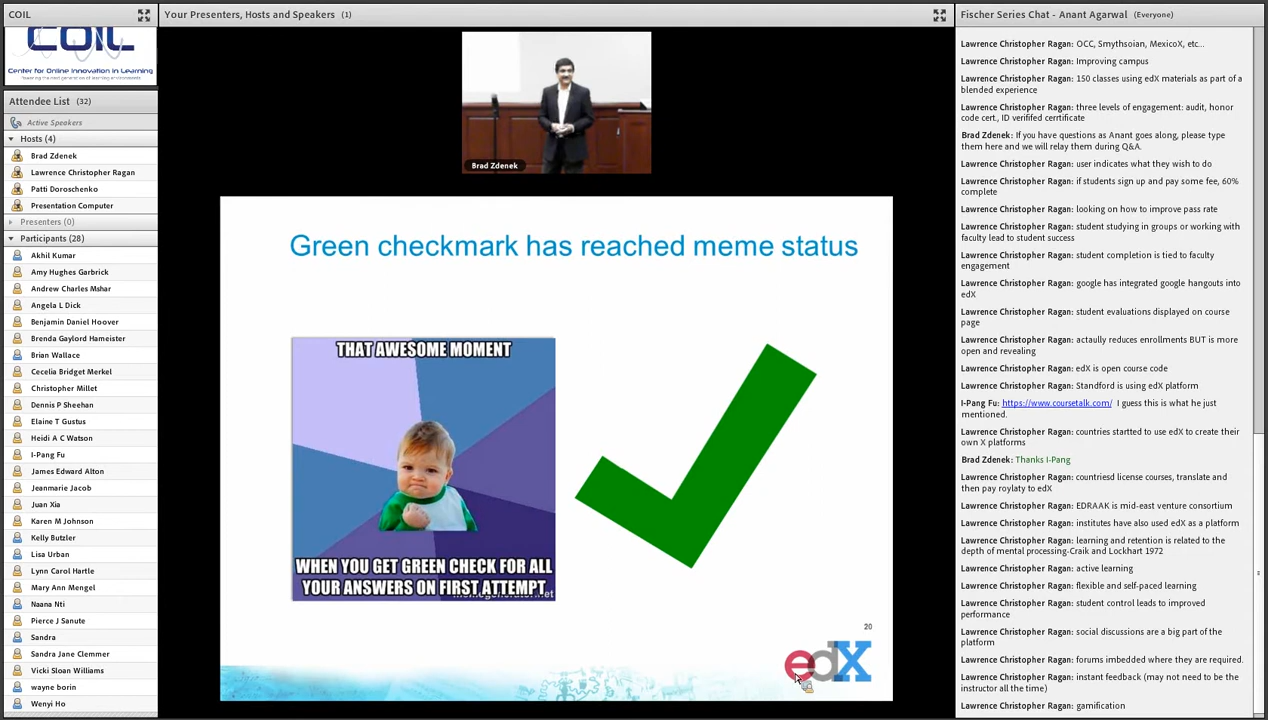 COIL
COIL
Center for Online Innovation in Learning
Attendee List (32)
Active Speakers
Hosts (4)
Brad Zdenek
Lawrence Christopher Ragan
Patti Doroschenko
Presentation Computer
Presenters (0)
Participants (28)
Akhil Kumar
Amy Hughes Garbrick
Andrew Charles Mshar
Angela L Dick
Benjamin Daniel Hoover
Brenda Gaylord Hameister
Brian Wallace
Cecelia Bridget Merkel
Christopher Millet
Dennis P Sheehan
Elaine T Gustus
Heidi A C Watson
I-Pang Fu
James Edward Alton
Jeanmarie Jacob
Juan Xia
Karen M Johnson
Kelly Butzler
Lisa Urban
Lynn Carol Hartle
Mary Ann Mengel
Naana Nti
Pierce J Sanute
Sandra
Sandra Jane Clemmer
Vicki Sloan Williams
wayne borin
Wenyi Ho
Your Presenters, Hosts and Speakers (1)
Brad Zdenek
Green checkmark has reached meme status
THAT AWESOME MOMENT
WHEN YOU GET GREEN CHECK FOR ALL
YOUR ANSWERS ON FIRST ATTEMPT
20
edX
Fischer Series Chat - Anant Agarwal (Everyone)
Lawrence Christopher Ragan: OCC, Smythsoian, MexicoX, etc...
Lawrence Christopher Ragan: Improving campus
Lawrence Christopher Ragan: 150 classes using edX materials as part of a
blended experience
Lawrence Christopher Ragan: three levels of engagement: audit, honor
code cert., ID verififed cerrtificate
Brad Zdenek: If you have questions as Anant goes along, please type
them here and we will relay them during Q&A.
Lawrence Christopher Ragan: user indicates what they wish to do
Lawrence Christopher Ragan: if students sign up and pay some fee, 60%
complete
Lawrence Christopher Ragan: looking on how to improve pass rate
Lawrence Christopher Ragan: student studying in groups or working with
faculty lead to student success
Lawrence Christopher Ragan: student completion is tied to faculty
engagement
Lawrence Christopher Ragan: google has integrated google hangouts into
edX
Lawrence Christopher Ragan: student evaluations displayed on course
page
Lawrence Christopher Ragan: actaully reduces enrollments BUT is more
open and revealing
Lawrence Christopher Ragan: edX is open course code
Lawrence Christopher Ragan: Standford is using edX platform
I-Pang Fu: https://www.coursetalk.com/ I guess this is what he just
mentioned.
Lawrence Christopher Ragan: countries startted to use edX to create their
own X platforms
Brad Zdenek: Thanks I-Pang
Lawrence Christopher Ragan: countriesd license courses, translate and
then pay roylaty to edX
Lawrence Christopher Ragan: EDRAAK is mid-east venture consortium
Lawrence Christopher Ragan: institutes have also used edX as a platform
Lawrence Christopher Ragan: learning and retention is related to the
depth of mental processing-Craik and Lockhart 1972
Lawrence Christopher Ragan: active learning
Lawrence Christopher Ragan: flexible and self-paced learning
Lawrence Christopher Ragan: student control leads to improved
performance
Lawrence Christopher Ragan: social discussions are a big part of the
platform
Lawrence Christopher Ragan: forums imbedded where they are required.
Lawrence Christopher Ragan: instant feedback (may not need to be the
instructor all the time)
Lawrence Christopher Ragan: gamification